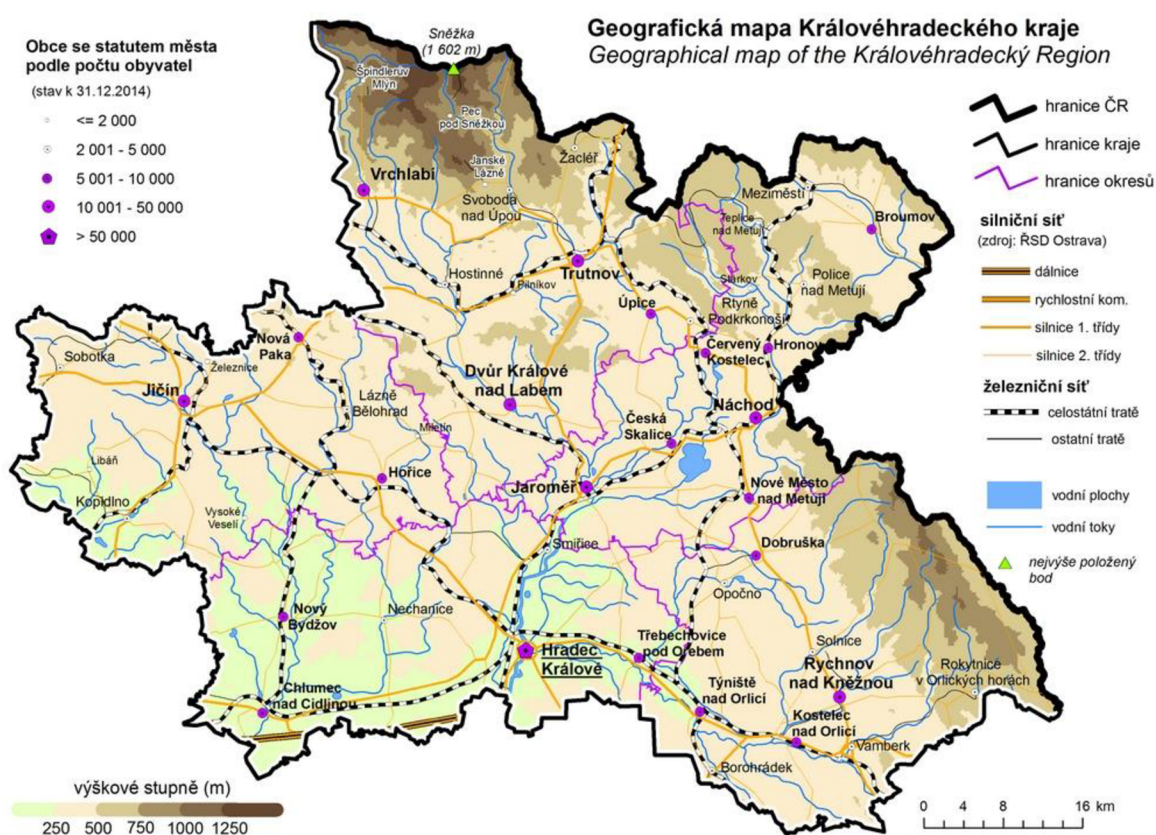 Geografická mapa Královéhradeckého kraje
Geographical map of the Královéhradecký Region
Obce se statutem města
podle počtu obyvatel
(stav k 31.12.2014)
<= 2 000
2 001 - 5 000
5 001 - 10 000
10 001 - 50 000
> 50 000
hranice ČR
hranice kraje
hranice okresů
silniční síť
(zdroj: ŘSD Ostrava)
dálnice
rychlostní kom.
silnice 1. třídy
silnice 2. třídy
železniční síť
celostátní tratě
ostatní tratě
vodní plochy
vodní toky
nejvýše položený
bod
Sněžka
(1 602 m)
Špindlerův
Mlýn
Pec
pod Sněžkou
Janské
Lázně
Žacléř
Vrchlabí
Svoboda
nad Úpou
Meziměstí
Teplice
nad Metují
Broumov
Hostinné
Trutnov
Pilníkov
Stárkov
Police
nad Metují
Úpice
Rtyně
v Podkrkonoší
Nová
Paka
Sobotka
Železnice
Červený
Kostelec
Hronov
Jičín
Lázně
Bělohrad
Dvůr Králové
nad Labem
Miletín
Česká
Skalice
Náchod
Libáň
Hořice
Jaroměř
Nové Město
nad Metují
Kopidlno
Vysoké
Veselí
Smiřice
Dobruška
Opočno
Nový
Bydžov
Nechanice
Hradec
Králové
Třebechovice
pod Orebem
Solnice
Rychnov
nad Kněžnou
Rokytnice
v Orlických horách
Chlumec
nad Cidlinou
Týniště
nad Orlicí
Kostelec
nad Orlicí
Vamberk
Borohrádek
výškové stupně (m)
250 500 750 1000 1250
0 4 8 16 km